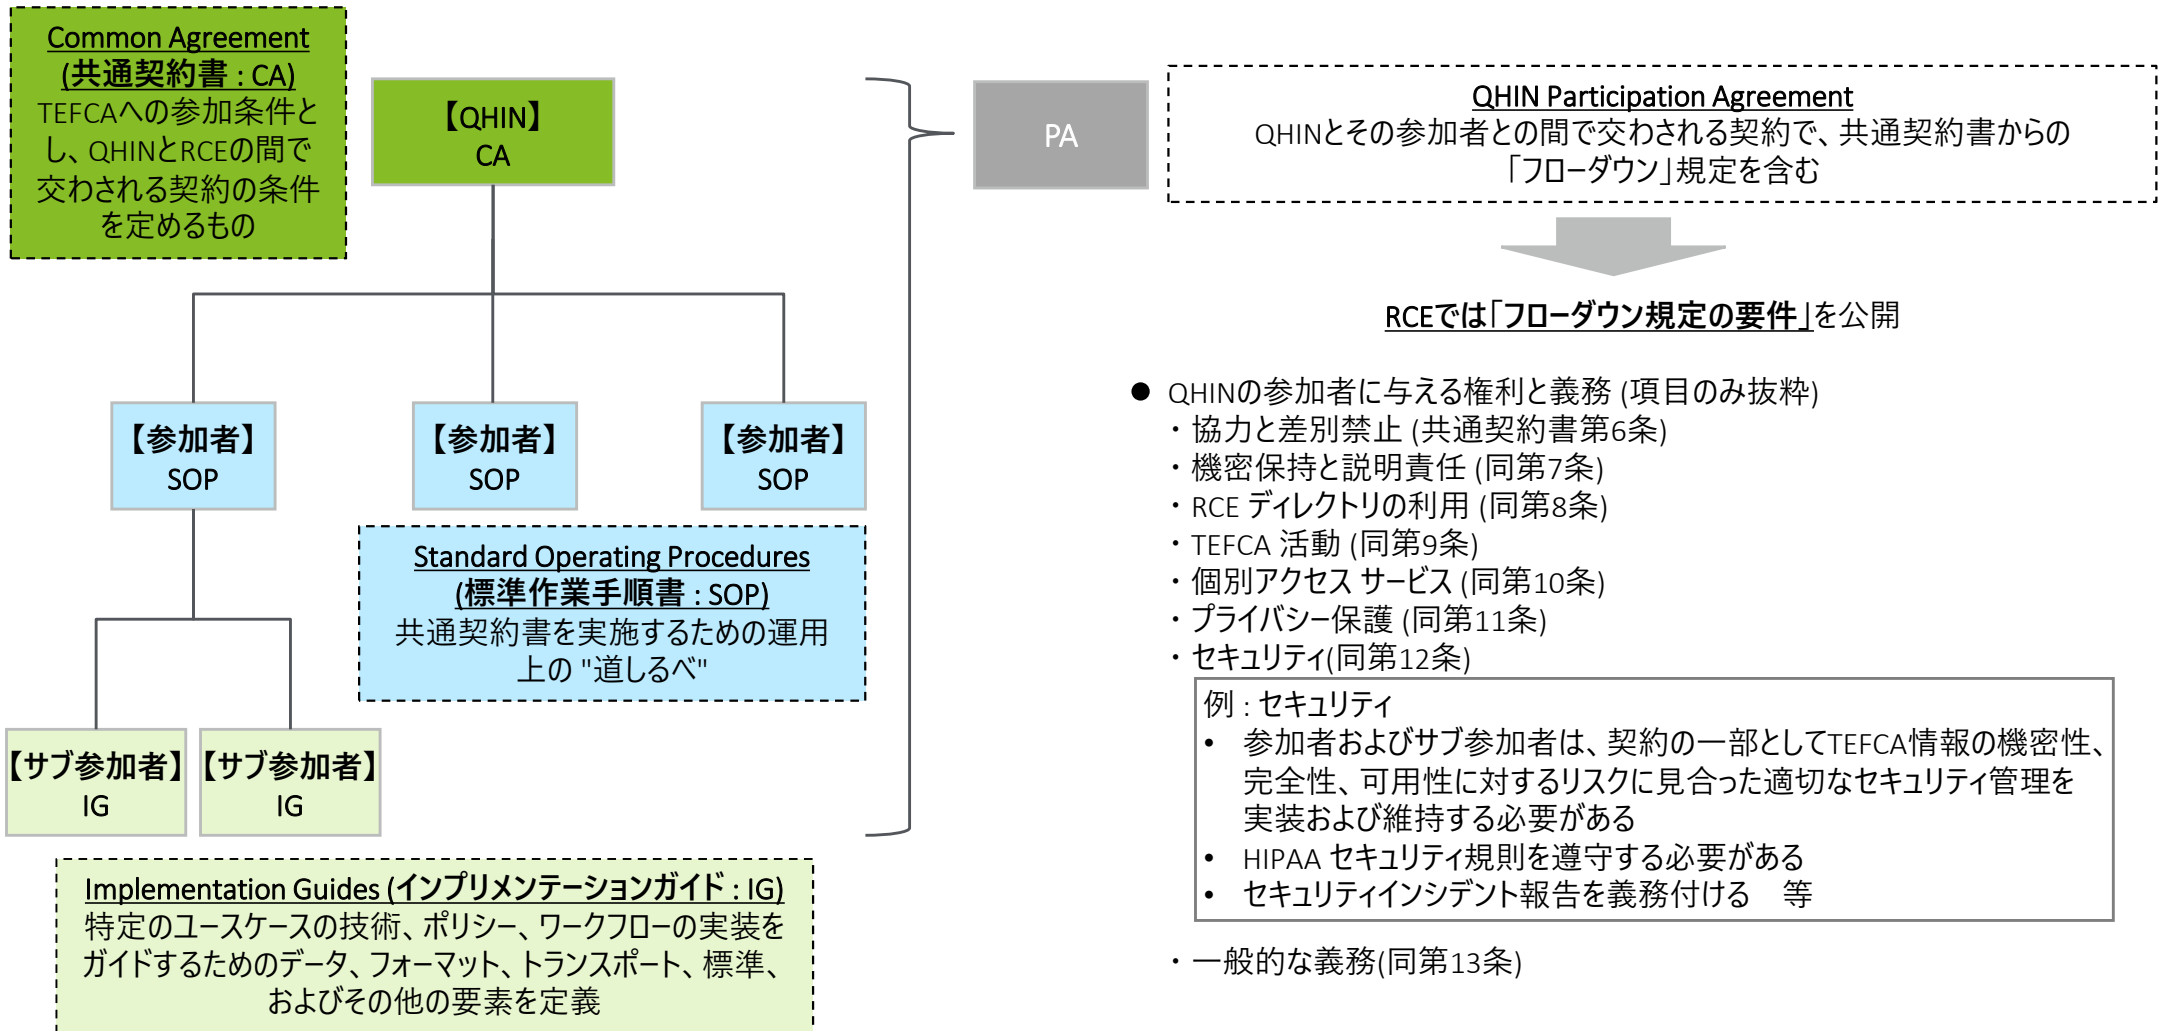 Common Agreement
(共通契約書 : CA)
TEFCAへの参加条件と
し、QHINとRCEの間で
交わされる契約の条件
を定めるもの
【QHIN】
CA
【参加者】
SOP
【参加者】
SOP
【参加者】
SOP
Standard Operating Procedures
(標準作業手順書 : SOP)
共通契約書を実施するための運用
上の "道しるべ"
【サブ参加者】
IG
【サブ参加者】
IG
Implementation Guides (インプリメンテーションガイド : IG)
特定のユースケースの技術、ポリシー、ワークフローの実装を
ガイドするためのデータ、フォーマット、トランスポート、標準、
およびその他の要素を定義
PA
QHIN Participation Agreement
QHINとその参加者との間で交わされる契約で、共通契約書からの
「フローダウン」規定を含む
RCEでは「フローダウン規定の要件」を公開
● QHINの参加者に与える権利と義務 (項目のみ抜粋)
・協力と差別禁止 (共通契約書第6条)
・機密保持と説明責任 (同第7条)
・RCE ディレクトリの利用 (同第8条)
・TEFCA 活動 (同第9条)
・個別アクセス サービス (同第10条)
・プライバシー保護 (同第11条)
・セキュリティ(同第12条)
例 : セキュリティ
• 参加者およびサブ参加者は、契約の一部としてTEFCA情報の機密性、
完全性、可用性に対するリスクに見合った適切なセキュリティ管理を
実装および維持する必要がある
• HIPAA セキュリティ規則を遵守する必要がある
• セキュリティインシデント報告を義務付ける　等
・一般的な義務(同第13条)